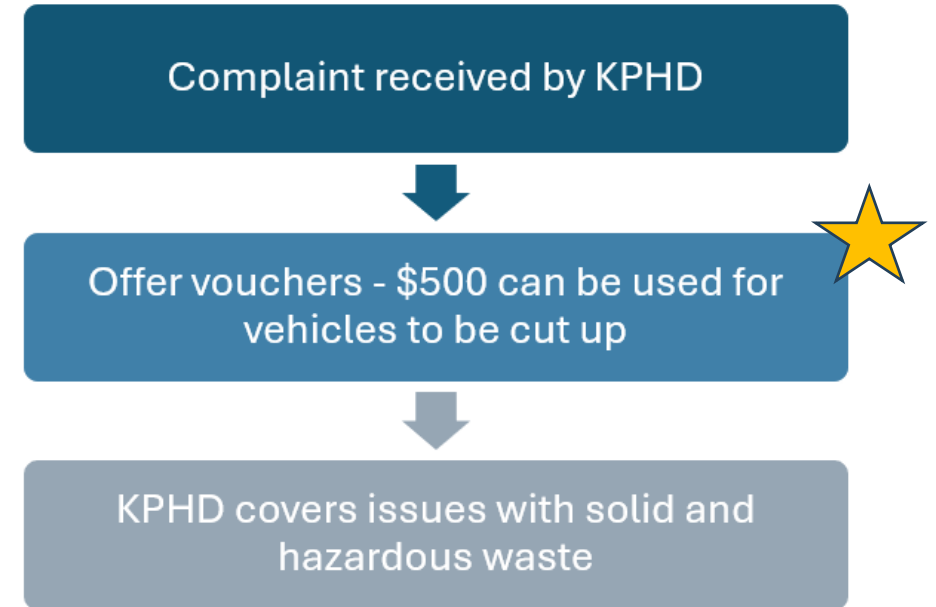 Complaint received by KPHD
Offer vouchers - $500 can be used for
vehicles to be cut up
KPHD covers issues with solid and
hazardous waste